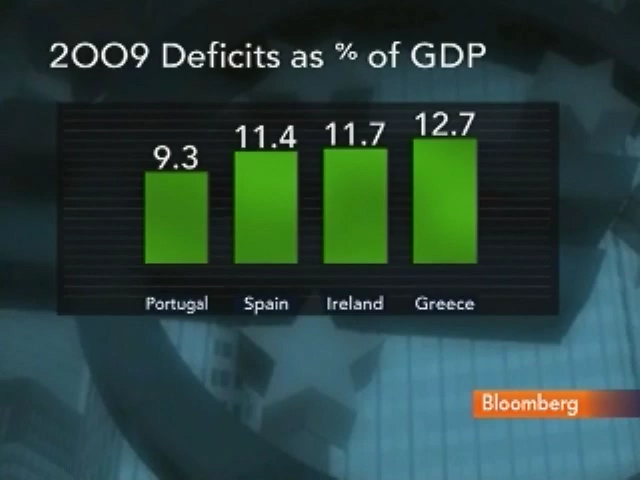 2009 Deficits as % of GDP
9.3 11.4 11.7 12.7
Portugal Spain Ireland Greece
Bloomberg